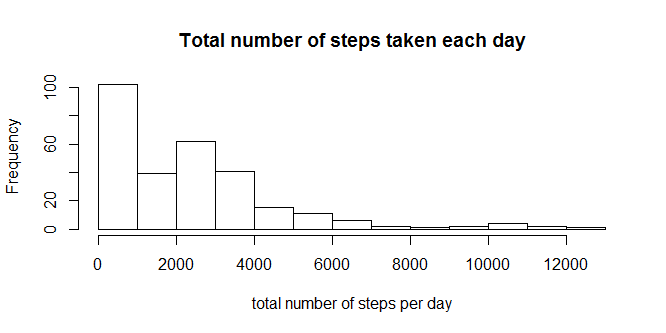 Total number of steps taken each day
Frequency
100
60
20
0
0 2000 4000 6000 8000 10000 12000
total number of steps per day